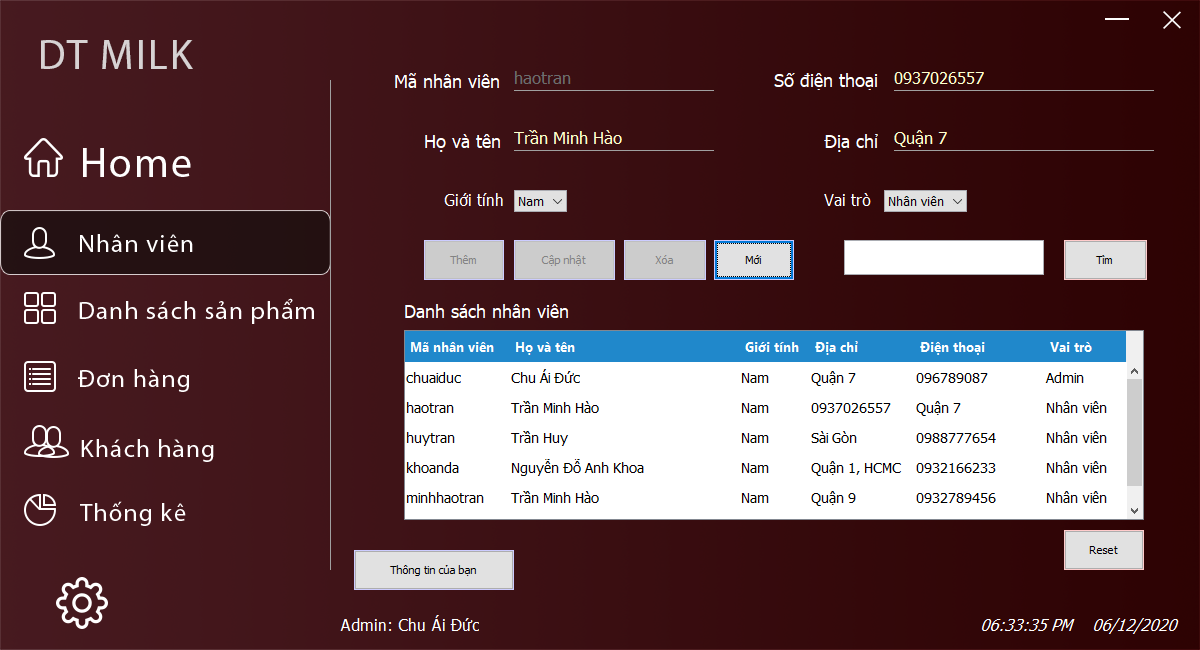 DT MILK
Home
Nhân viên
Danh sách sản phẩm
Đơn hàng
Khách hàng
Thống kê
Mã nhân viên haotran Số điện thoại 0937026557
Họ và tên Trần Minh Hào Địa chỉ Quận 7
Giới tính Nam Vai trò Nhân viên
Thêm Cập nhật Xóa Mới Tìm
Danh sách nhân viên
Mã nhân viên Họ và tên Giới tính Địa chỉ Điện thoại Vai trò
chuaiduc Chu Ái Đức Nam Quận 7 096789087 Admin
haotran Trần Minh Hào Nam 0937026557 Quận 7 Nhân viên
huytran Trần Huy Nam Sài Gòn 0988777654 Nhân viên
khoanda Nguyễn Đỗ Anh Khoa Nam Quận 1, HCMC 0932166233 Nhân viên
minhhaotran Trần Minh Hào Nam Quận 9 0932789456 Nhân viên
Reset
Thông tin của bạn
Admin: Chu Ái Đức 06:33:35 PM 06/12/2020